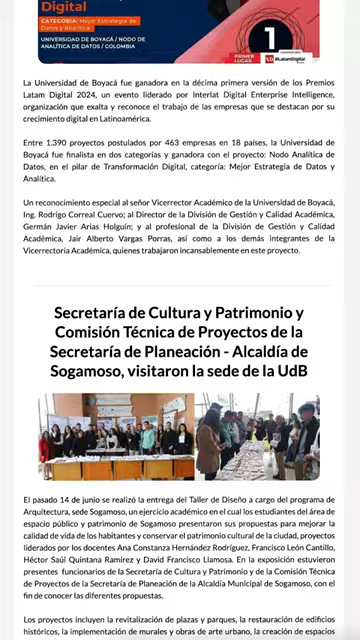 Digital
CATEGORIA: Mejor Estrategia de
Datos y Analítica
UNIVERSIDAD DE BOYACÁ / NODO DE
ANALÍTICA DE DATOS / COLOMBIA
1
PRIMER
LUGAR
#LatamDigital
La Universidad de Boyacá fue ganadora en la décima primera versión de los Premios
Latam Digital 2024, un evento liderado por Interlat Digital Enterprise Intelligence,
organización que exalta y reconoce el trabajo de las empresas que se destacan por su
crecimiento digital en Latinoamérica.
Entre 1.390 proyectos postulados por 463 empresas en 18 países, la Universidad de
Boyacá fue finalista en dos categorías y ganadora con el proyecto: Nodo Analítica de
Datos, en el pilar de Transformación Digital, categoría: Mejor Estrategia de Datos y
Analítica.
Un reconocimiento especial al señor Vicerrector Académico de la Universidad de Boyacá,
Ing. Rodrigo Correal Cuervo; al Director de la División de Gestión y Calidad Académica,
Germán Javier Arias Holguín; y al profesional de la División de Gestión y Calidad
Académica, Jair Alberto Vargas Porras, así como a los demás integrantes de la
Vicerrectoría Académica, quienes trabajaron incansablemente en este proyecto.
Secretaría de Cultura y Patrimonio y
Comisión Técnica de Proyectos de la
Secretaría de Planeación - Alcaldía de
Sogamoso, visitaron la sede de la UdB
El pasado 14 de junio se realizó la entrega del Taller de Diseño a cargo del programa de
Arquitectura, sede Sogamoso, un ejercicio académico en el cual los estudiantes del área de
espacio público y patrimonio de Sogamoso presentaron sus propuestas para mejorar la
calidad de vida de los habitantes y conservar el patrimonio cultural de la ciudad, proyectos
liderados por los docentes Ana Constanza Hernández Rodríguez, Francisco León Cantillo,
Héctor Saúl Quintana Ramírez y David Francisco Llamosa. En la exposición estuvieron
presentes funcionarios de la Secretaría de Cultura y Patrimonio y de la Comisión Técnica
de Proyectos de la Secretaría de Planeación de la Alcaldía Municipal de Sogamoso, con el
fin de conocer las diferentes propuestas.
Los proyectos incluyen la revitalización de plazas y parques, la restauración de edificios
históricos, la implementación de murales y obras de arte urbano, la creación de espacios